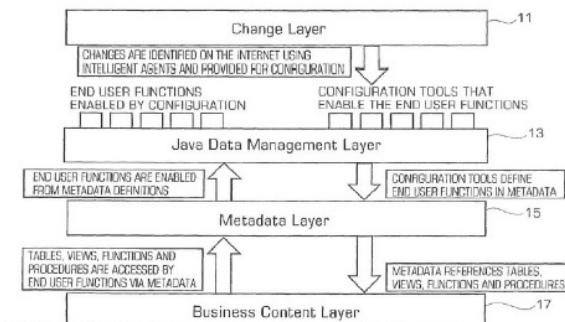 Change Layer
11
CHANGES ARE IDENTIFIED ON THE INTERNET USING
INTELLIGENT AGENTS AND PROVIDED FOR CONFIGURATION
END USER FUNCTIONS
ENABLED BY CONFIGURATION
CONFIGURATION TOOLS THAT
ENABLE THE END USER FUNCTIONS
13
Java Data Management Layer
END USER FUNCTIONS ARE ENABLED
FROM METADATA DEFINITIONS
CONFIGURATION TOOLS DEFINE
END USER FUNCTIONS IN METADATA
Metadata Layer
15
TABLES, VIEWS, FUNCTIONS AND
PROCEDURES ARE ACCESSED BY
END USER FUNCTIONS VIA METADATA
METADATA REFERENCES TABLES,
VIEWS, FUNCTIONS AND PROCEDURES
Business Content Layer
17